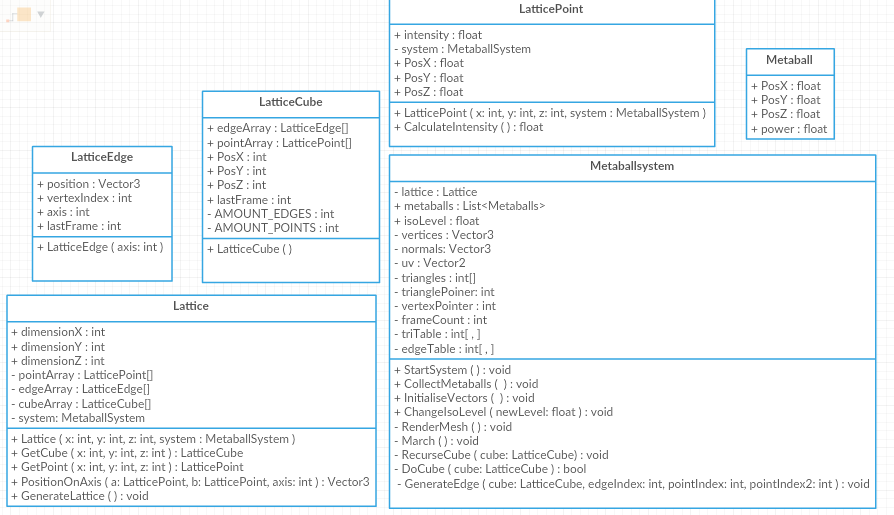 LatticePoint
+ intensity : float
- system : MetaballSystem
+ PosX : float
+ PosY : float
+ PosZ : float
+ LatticePoint ( x: int, y: int, z: int, system : MetaballSystem )
+ CalculateIntensity ( ) : float
Metaball
+ PosX : float
+ PosY : float
+ PosZ : float
+ power : float
LatticeCube
+ edgeArray : LatticeEdge[]
+ pointArray : LatticePoint[]
+ PosX : int
+ PosY : int
+ PosZ : int
+ lastFrame : int
- AMOUNT_EDGES : int
- AMOUNT_POINTS : int
+ LatticeCube ( )
LatticeEdge
+ position : Vector3
+ vertexIndex : int
+ axis : int
+ lastFrame : int
+ LatticeEdge ( axis: int )
Metaballsystem
- lattice : Lattice
+ metaballs : List<Metaballs>
+ isoLevel : float
- vertices : Vector3
- normals: Vector3
- uv : Vector2
- triangles : int[]
- trianglePoiner: int
- vertexPointer : int
- frameCount : int
- triTable : int[ , ]
- edgeTable : int[ , ]
+ StartSystem ( ) : void
+ CollectMetaballs ( ) : void
+ InitialiseVectors ( ) : void
+ ChangeIsoLevel ( newLevel: float ) : void
- RenderMesh ( ) : void
- March ( ) : void
- RecurseCube ( cube: LatticeCube) : void
- DoCube ( cube: LatticeCube ) : bool
- GenerateEdge ( cube: LatticeCube, edgeIndex: int, pointIndex: int, pointIndex2: int ) : void
Lattice
+ dimensionX : int
+ dimensionY : int
+ dimensionZ : int
- pointArray : LatticePoint[]
- edgeArray : LatticeEdge[]
- cubeArray : LatticeCube[]
- system: MetaballSystem
+ Lattice ( x: int, y: int, z: int, system : MetaballSystem )
+ GetCube ( x: int, y: int, z: int ) : LatticeCube
+ GetPoint ( x: int, y: int, z: int ) : LatticePoint
+ PositionOnAxis ( a: LatticePoint, b: LatticePoint, axis: int ) : Vector3
+ GenerateLattice ( ) : void